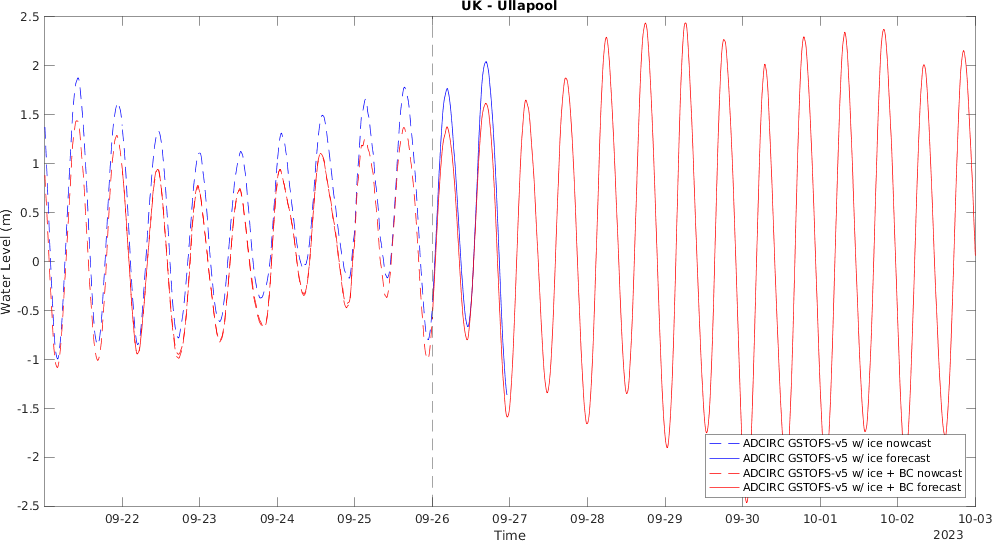 UK - Ullapool
Water Level (m)
2.5
2
1.5
1
0.5
0
-0.5
-1
-1.5
-2
-2.5
ADCIRC GSTOFS-v5 w/ ice nowcast
ADCIRC GSTOFS-v5 w/ ice forecast
ADCIRC GSTOFS-v5 w/ ice + BC nowcast
ADCIRC GSTOFS-v5 w/ ice + BC forecast
09-22 09-23 09-24 09-25 09-26 09-27 09-28 09-29 09-30 10-01 10-02 10-03
Time
2023